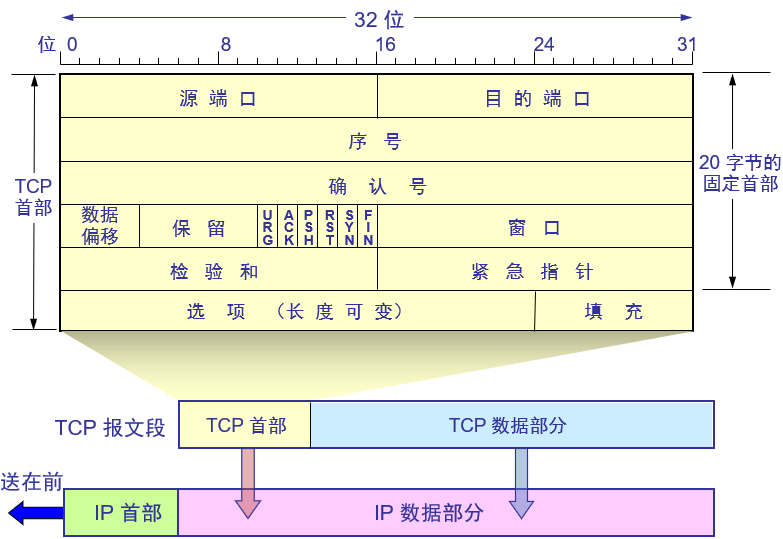 32 位
位 0 8 16 24 31
源 端 口 目 的 端 口
序 号
TCP
首部
20 字节的
固定首部
确 认 号
数据
偏移
保 留
URG
ACK
PSH
RST
SYN
FIN
窗 口
检 验 和 紧 急 指 针
选 项 （长 度 可 变） 填 充
TCP 报文段 TCP 首部 TCP 数据部分
送在前
IP 首部 IP 数据部分